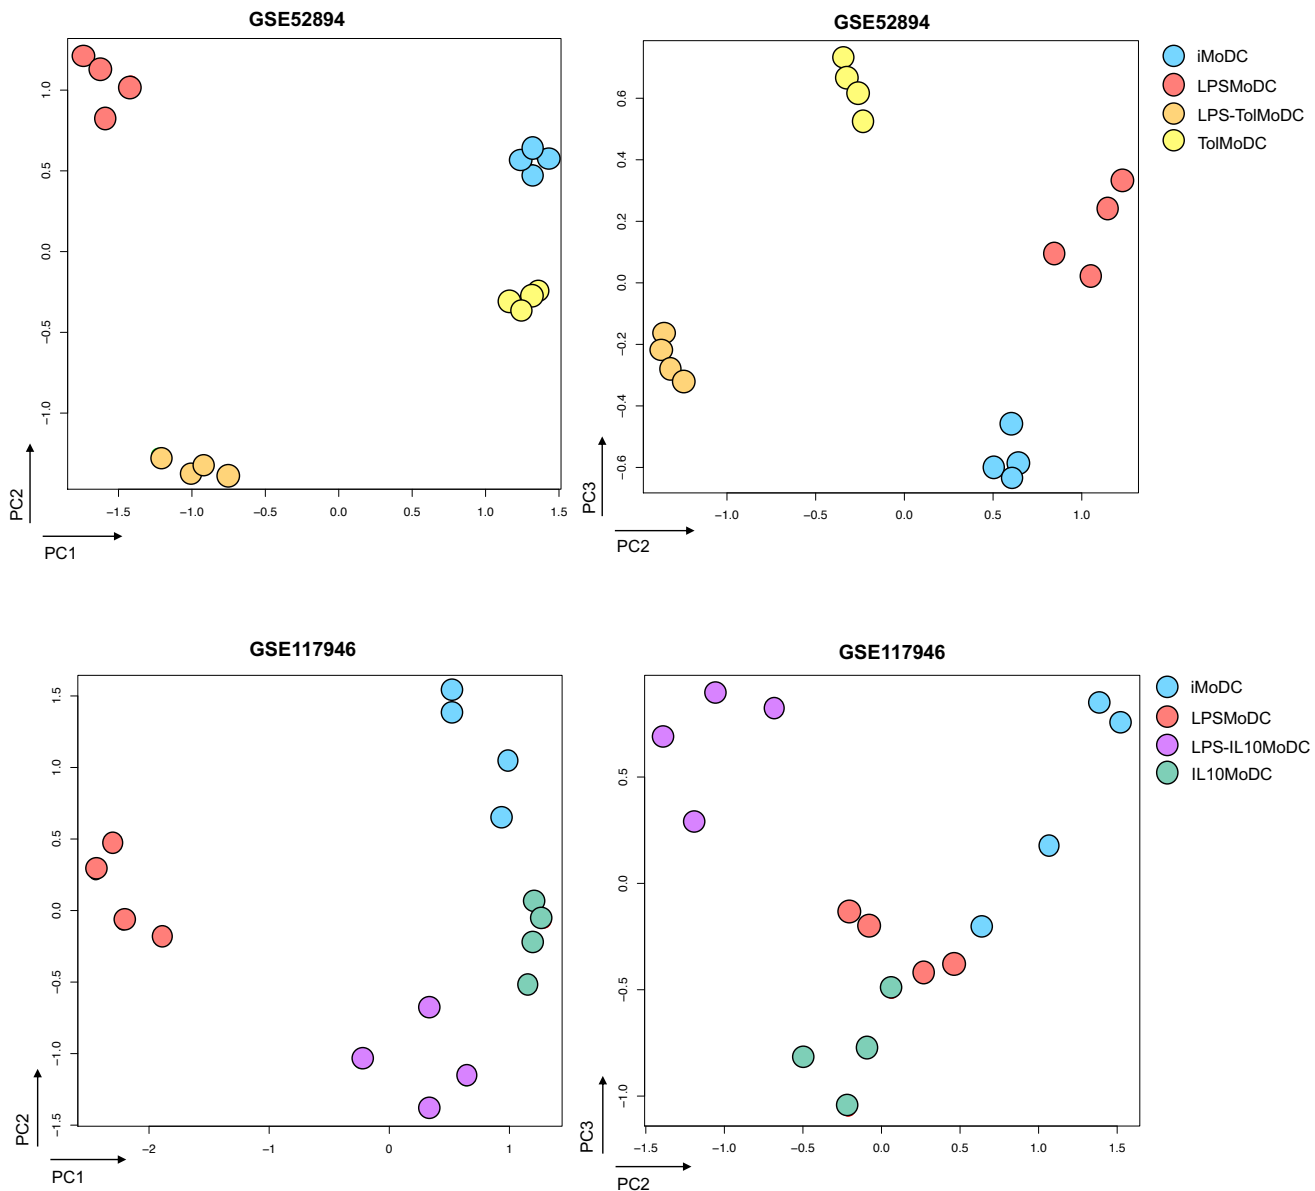 GSE52894
1.0
0.5
0.0
−0.5
−1.0
−1.5
−1.0
−0.5
0.0
0.5
1.0
1.5
PC2
PC1
GSE52894
0.6
0.4
0.2
0.0
−0.2
−0.4
−0.6
−1.0
−0.5
0.0
0.5
1.0
PC3
PC2
iMoDC
LPSMoDC
LPS-TolMoDC
TolMoDC
GSE117946
1.5
1.0
0.5
0.0
−0.5
−1.0
−1.5
−2
−1
0
1
PC2
PC1
GSE117946
0.5
0.0
−0.5
−1.0
−1.5
−1.0
−0.5
0.0
0.5
1.0
1.5
PC3
PC2
iMoDC
LPSMoDC
LPS-IL10MoDC
IL10MoDC